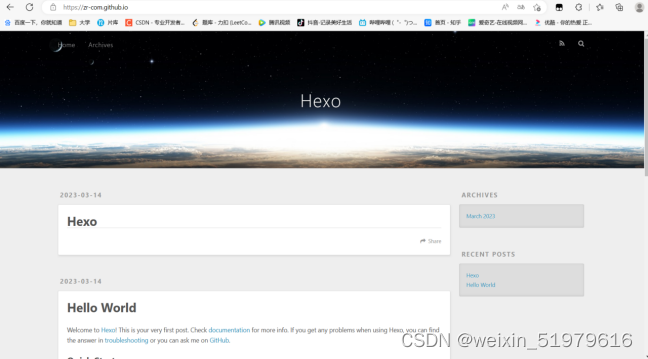 https://zr-com.github.io
百度一下，你就知道 大学 片库 CSDN - 专业开发者... 题库 - 力扣 (LeetCo... 腾讯视频 抖音-记录美好生活 哔哩哔哩 (゜-゜)つ... 首页 - 知乎 爱奇艺-在线视频网... 优酷 - 你的热爱 正...
Home Archives
Hexo
2023-03-14
Hexo
Share
2023-03-14
Hello World
Welcome to Hexo! This is your very first post. Check documentation for more info. If you get any problems when using Hexo, you can
find the answer in troubleshooting or you can ask me on GitHub.
ARCHIVES
March 2023
RECENT POSTS
Hexo
Hello World
CSDN @weixin_51979616